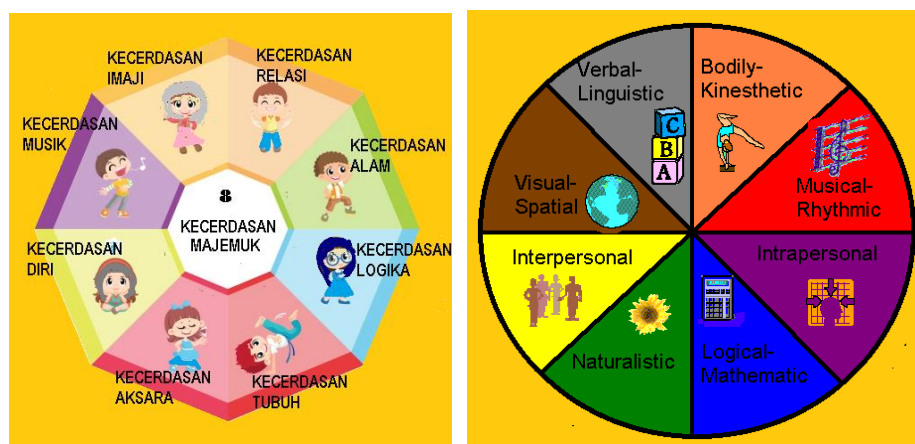 KECERDASAN
IMAJI
KECERDASAN
RELASI
KECERDASAN
MUSIK
KECERDASAN
ALAM
8
KECERDASAN
MAJEMUK
KECERDASAN
DIRI
KECERDASAN
LOGIKA
KECERDASAN
AKSARA
KECERDASAN
TUBUH
Verbal-
Linguistic
Bodily-
Kinesthetic
C
B
A
Visual-
Spatial
Musical-
Rhythmic
Interpersonal
Intrapersonal
Naturalistic
Logical-
Mathematic